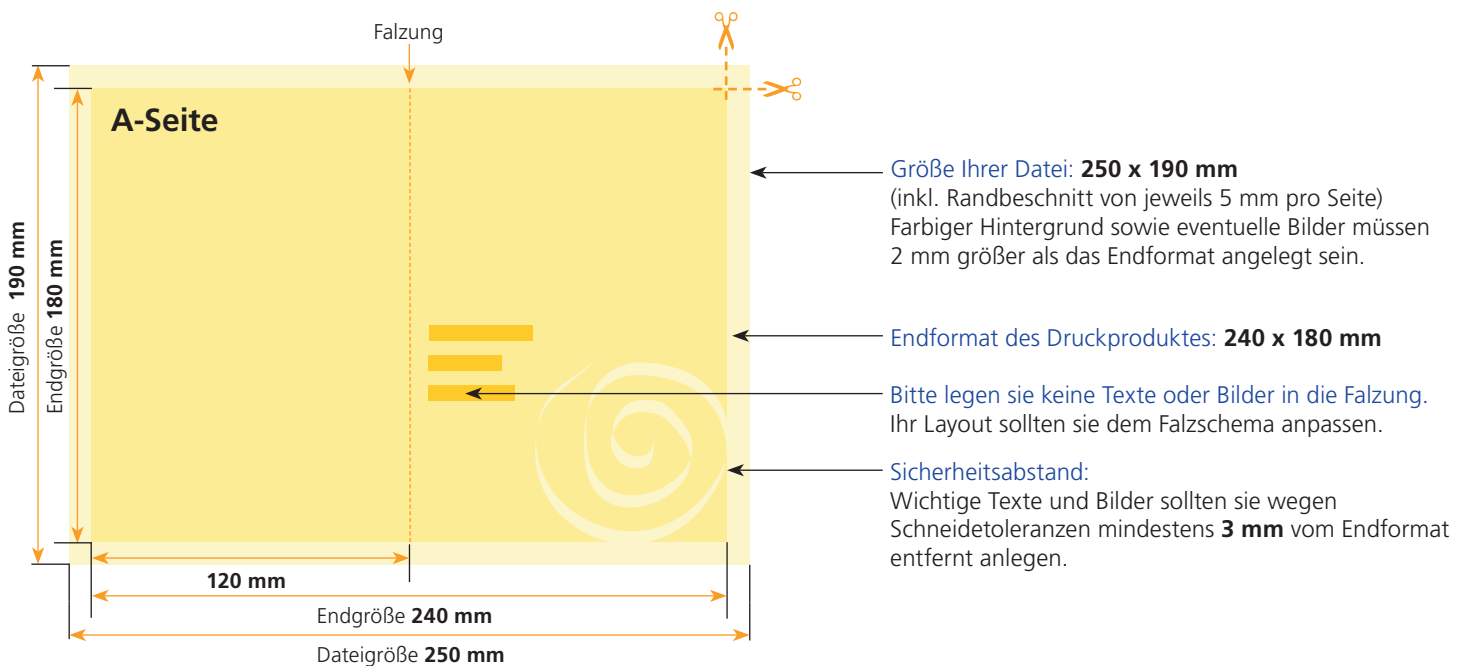 Falzung
A-Seite
Dateigröße 190 mm
Endgröße 180 mm
Größe Ihrer Datei: 250 x 190 mm
(inkl. Randbeschnitt von jeweils 5 mm pro Seite)
Farbiger Hintergrund sowie eventuelle Bilder müssen
2 mm größer als das Endformat angelegt sein.
Endformat des Druckproduktes: 240 x 180 mm
Bitte legen sie keine Texte oder Bilder in die Falzung.
Ihr Layout sollten sie dem Falzschema anpassen.
Sicherheitsabstand:
Wichtige Texte und Bilder sollten sie wegen
Schneidetoleranzen mindestens 3 mm vom Endformat
entfernt anlegen.
120 mm
Endgröße 240 mm
Dateigröße 250 mm